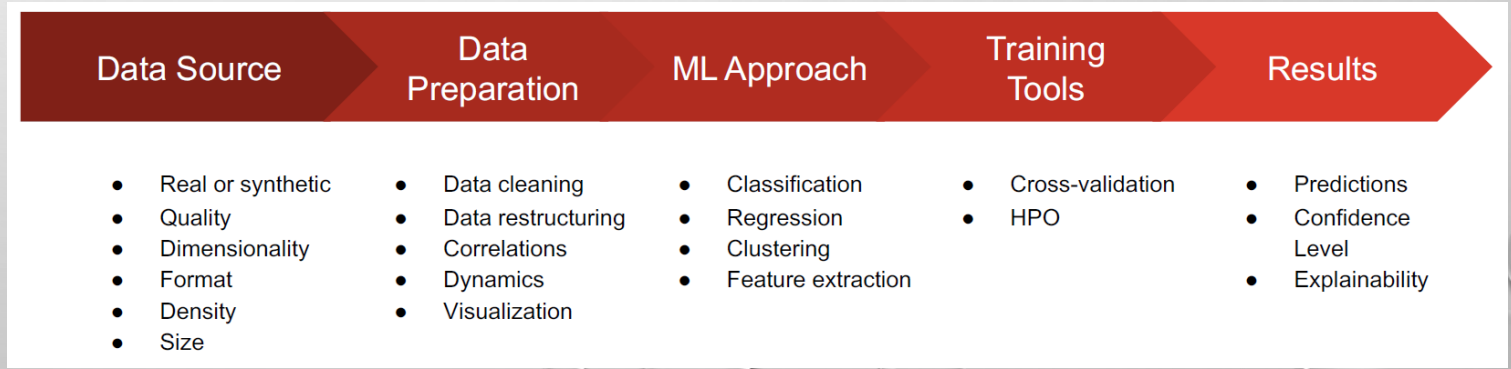 Data Source
Data
Preparation
ML Approach
Training
Tools
Results
● Real or synthetic
● Quality
● Dimensionality
● Format
● Density
● Size
● Data cleaning
● Data restructuring
● Correlations
● Dynamics
● Visualization
● Classification
● Regression
● Clustering
● Feature extraction
● Cross-validation
● HPO
● Predictions
● Confidence
Level
● Explainability